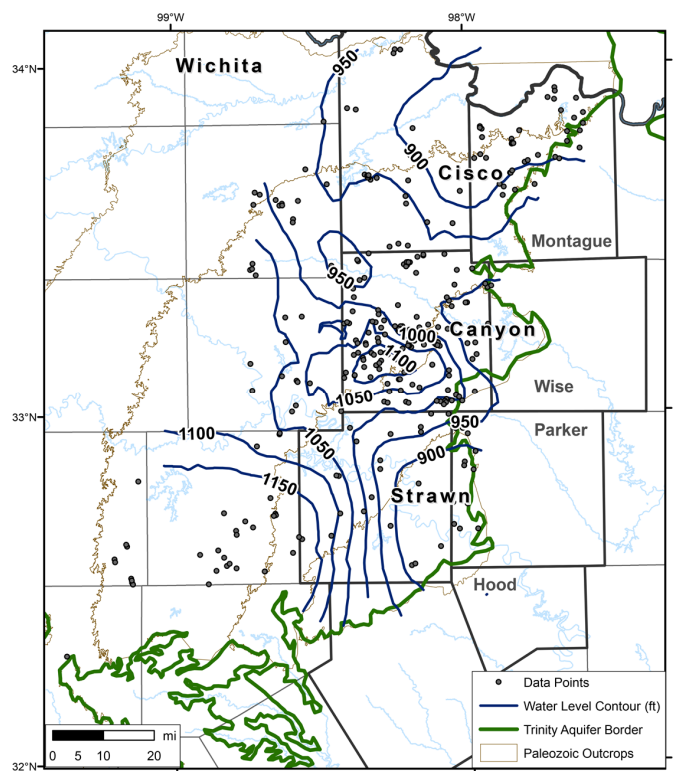 99°W
98°W
34°N
Wichita
950
900
Cisco
Montague
950
1000
Canyon
1100
Wise
1050
33°N
950
Parker
1100
1050
900
1150
Strawn
Hood
Data Points
Water Level Contour (ft)
Trinity Aquifer Border
Paleozoic Outcrops
mi
0 5 10 20
32°N